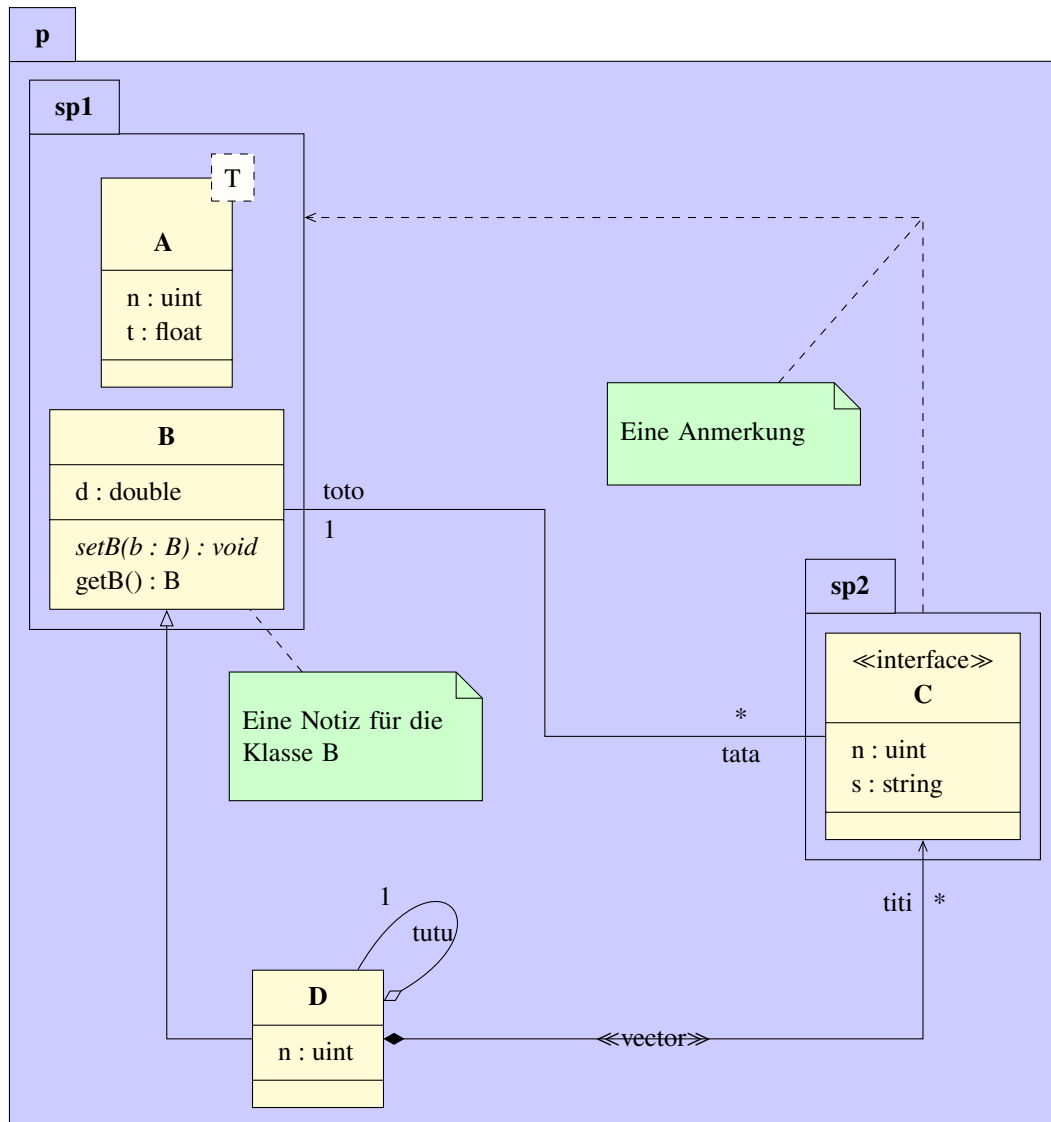 p
sp1
T
A
n : uint
t : float
B
d : double
setB(b : B) : void
getB() : B
toto
1
Eine Anmerkung
sp2
≪interface≫
C
n : uint
s : string
*
tata
Eine Notiz für die
Klasse B
titi *
1
tutu
D
n : uint
≪vector≫